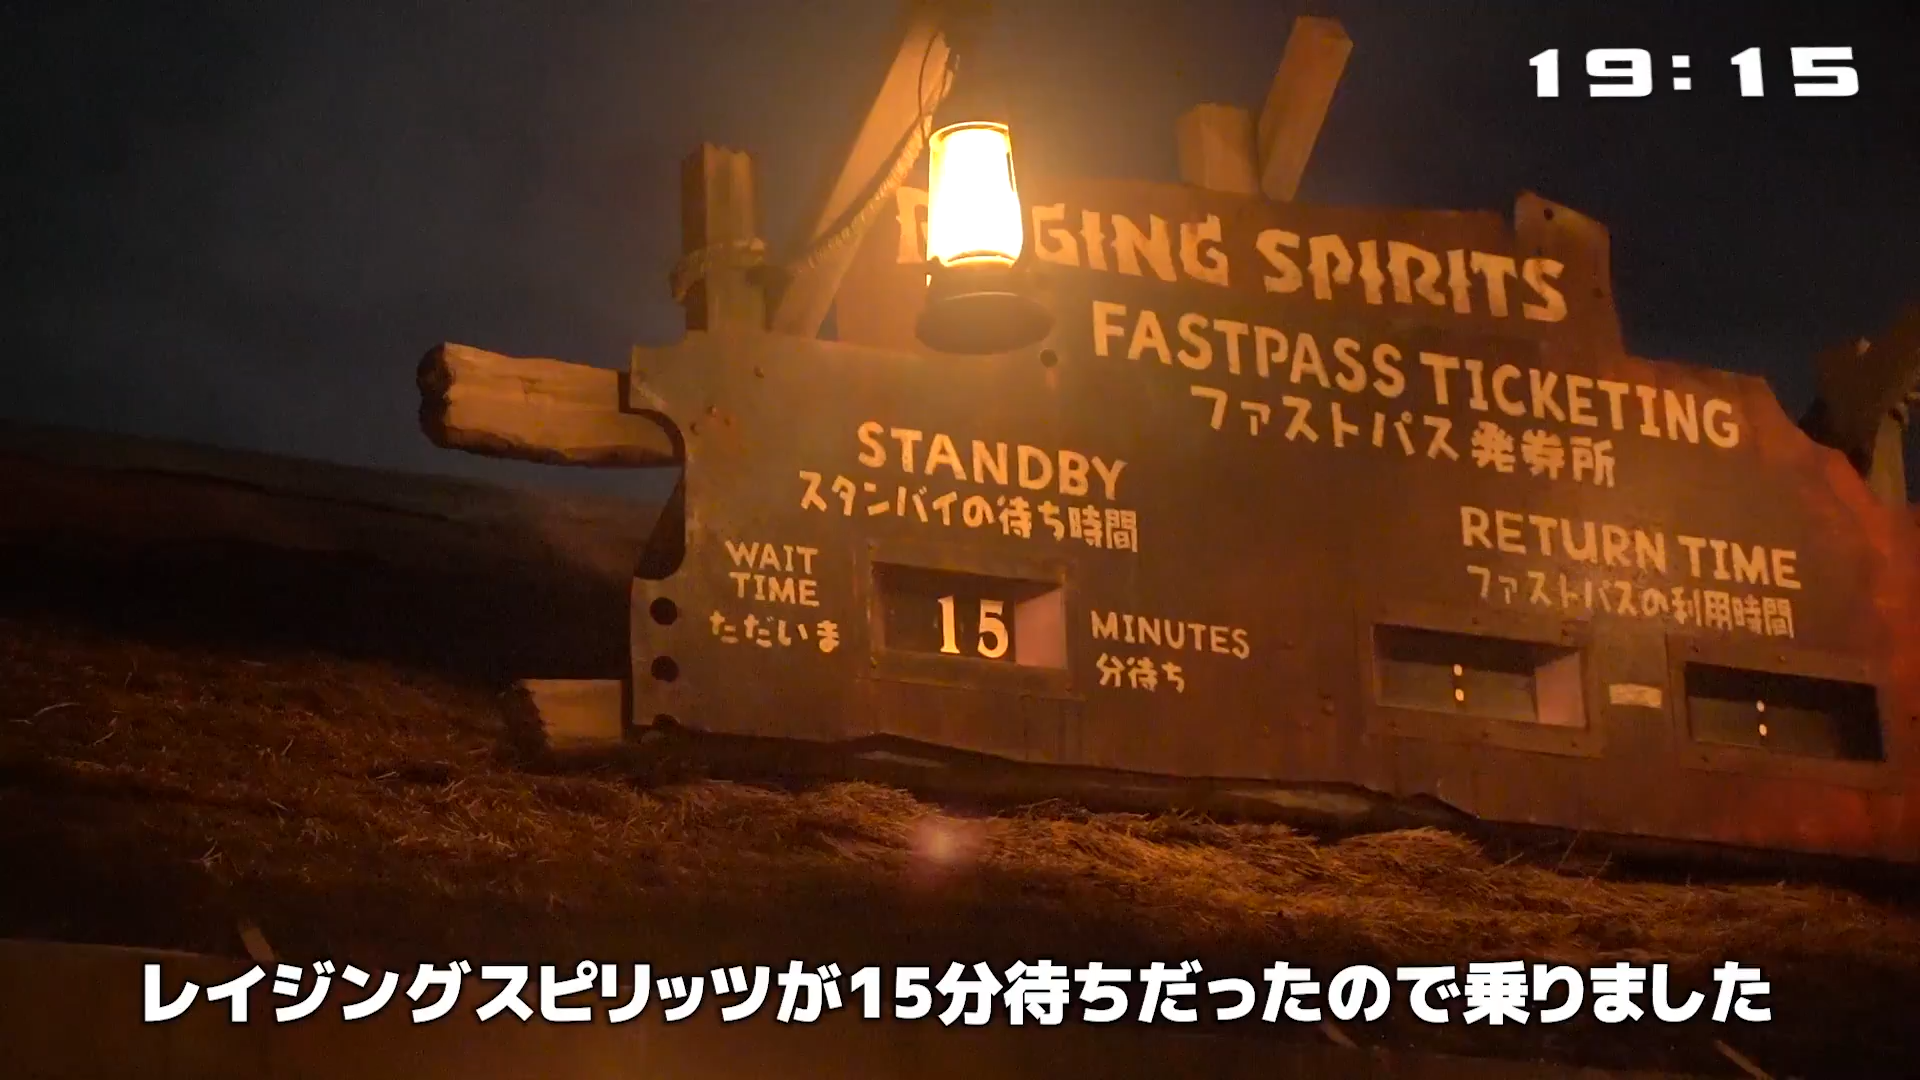 19:15
RAGING SPIRITS
FASTPASS TICKETING
ファストパス発券所
STANDBY
スタンバイの待ち時間
WAIT
TIME
ただいま
15
MINUTES
分待ち
RETURN TIME
ファストパスの利用時間
:
:
レイジングスピリッツが15分待ちだったので乗りました